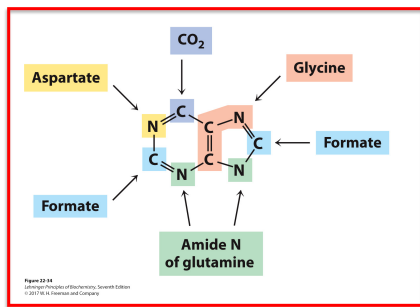 CO₂
Aspartate
Glycine
C
N
C
N
C
C
C
N
N
Formate
Formate
Amide N
of glutamine
Figure 22-34
Lehninger Principles of Biochemistry, Seventh Edition
© 2017 W. H. Freeman and Company